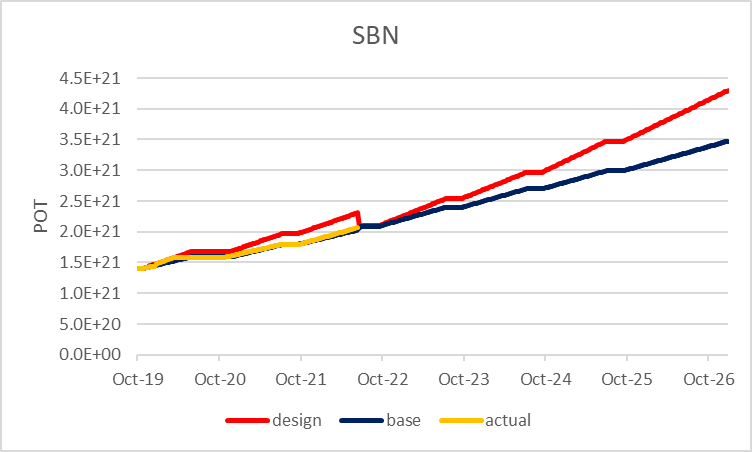 SBN
POT
4.5E+21
4.0E+21
3.5E+21
3.0E+21
2.5E+21
2.0E+21
1.5E+21
1.0E+21
5.0E+20
0.0E+00
Oct-19 Oct-20 Oct-21 Oct-22 Oct-23 Oct-24 Oct-25 Oct-26
design base actual